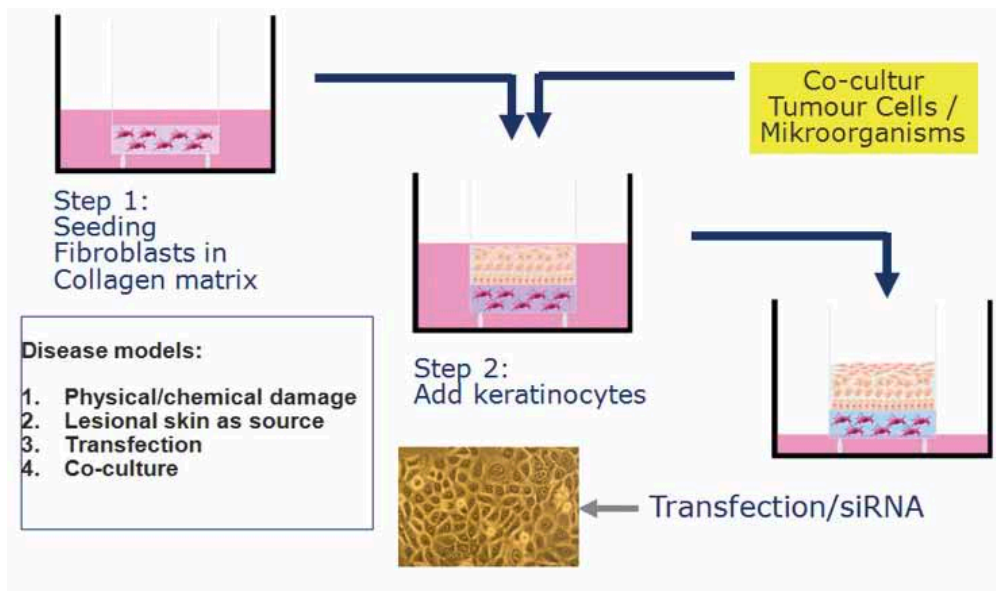 Co-cultur
Tumour Cells /
Mikroorganisms
Step 1:
Seeding
Fibroblasts in
Collagen matrix
Step 2:
Add keratinocytes
Disease models:
1. Physical/chemical damage
2. Lesional skin as source
3. Transfection
4. Co-culture
Transfection/siRNA